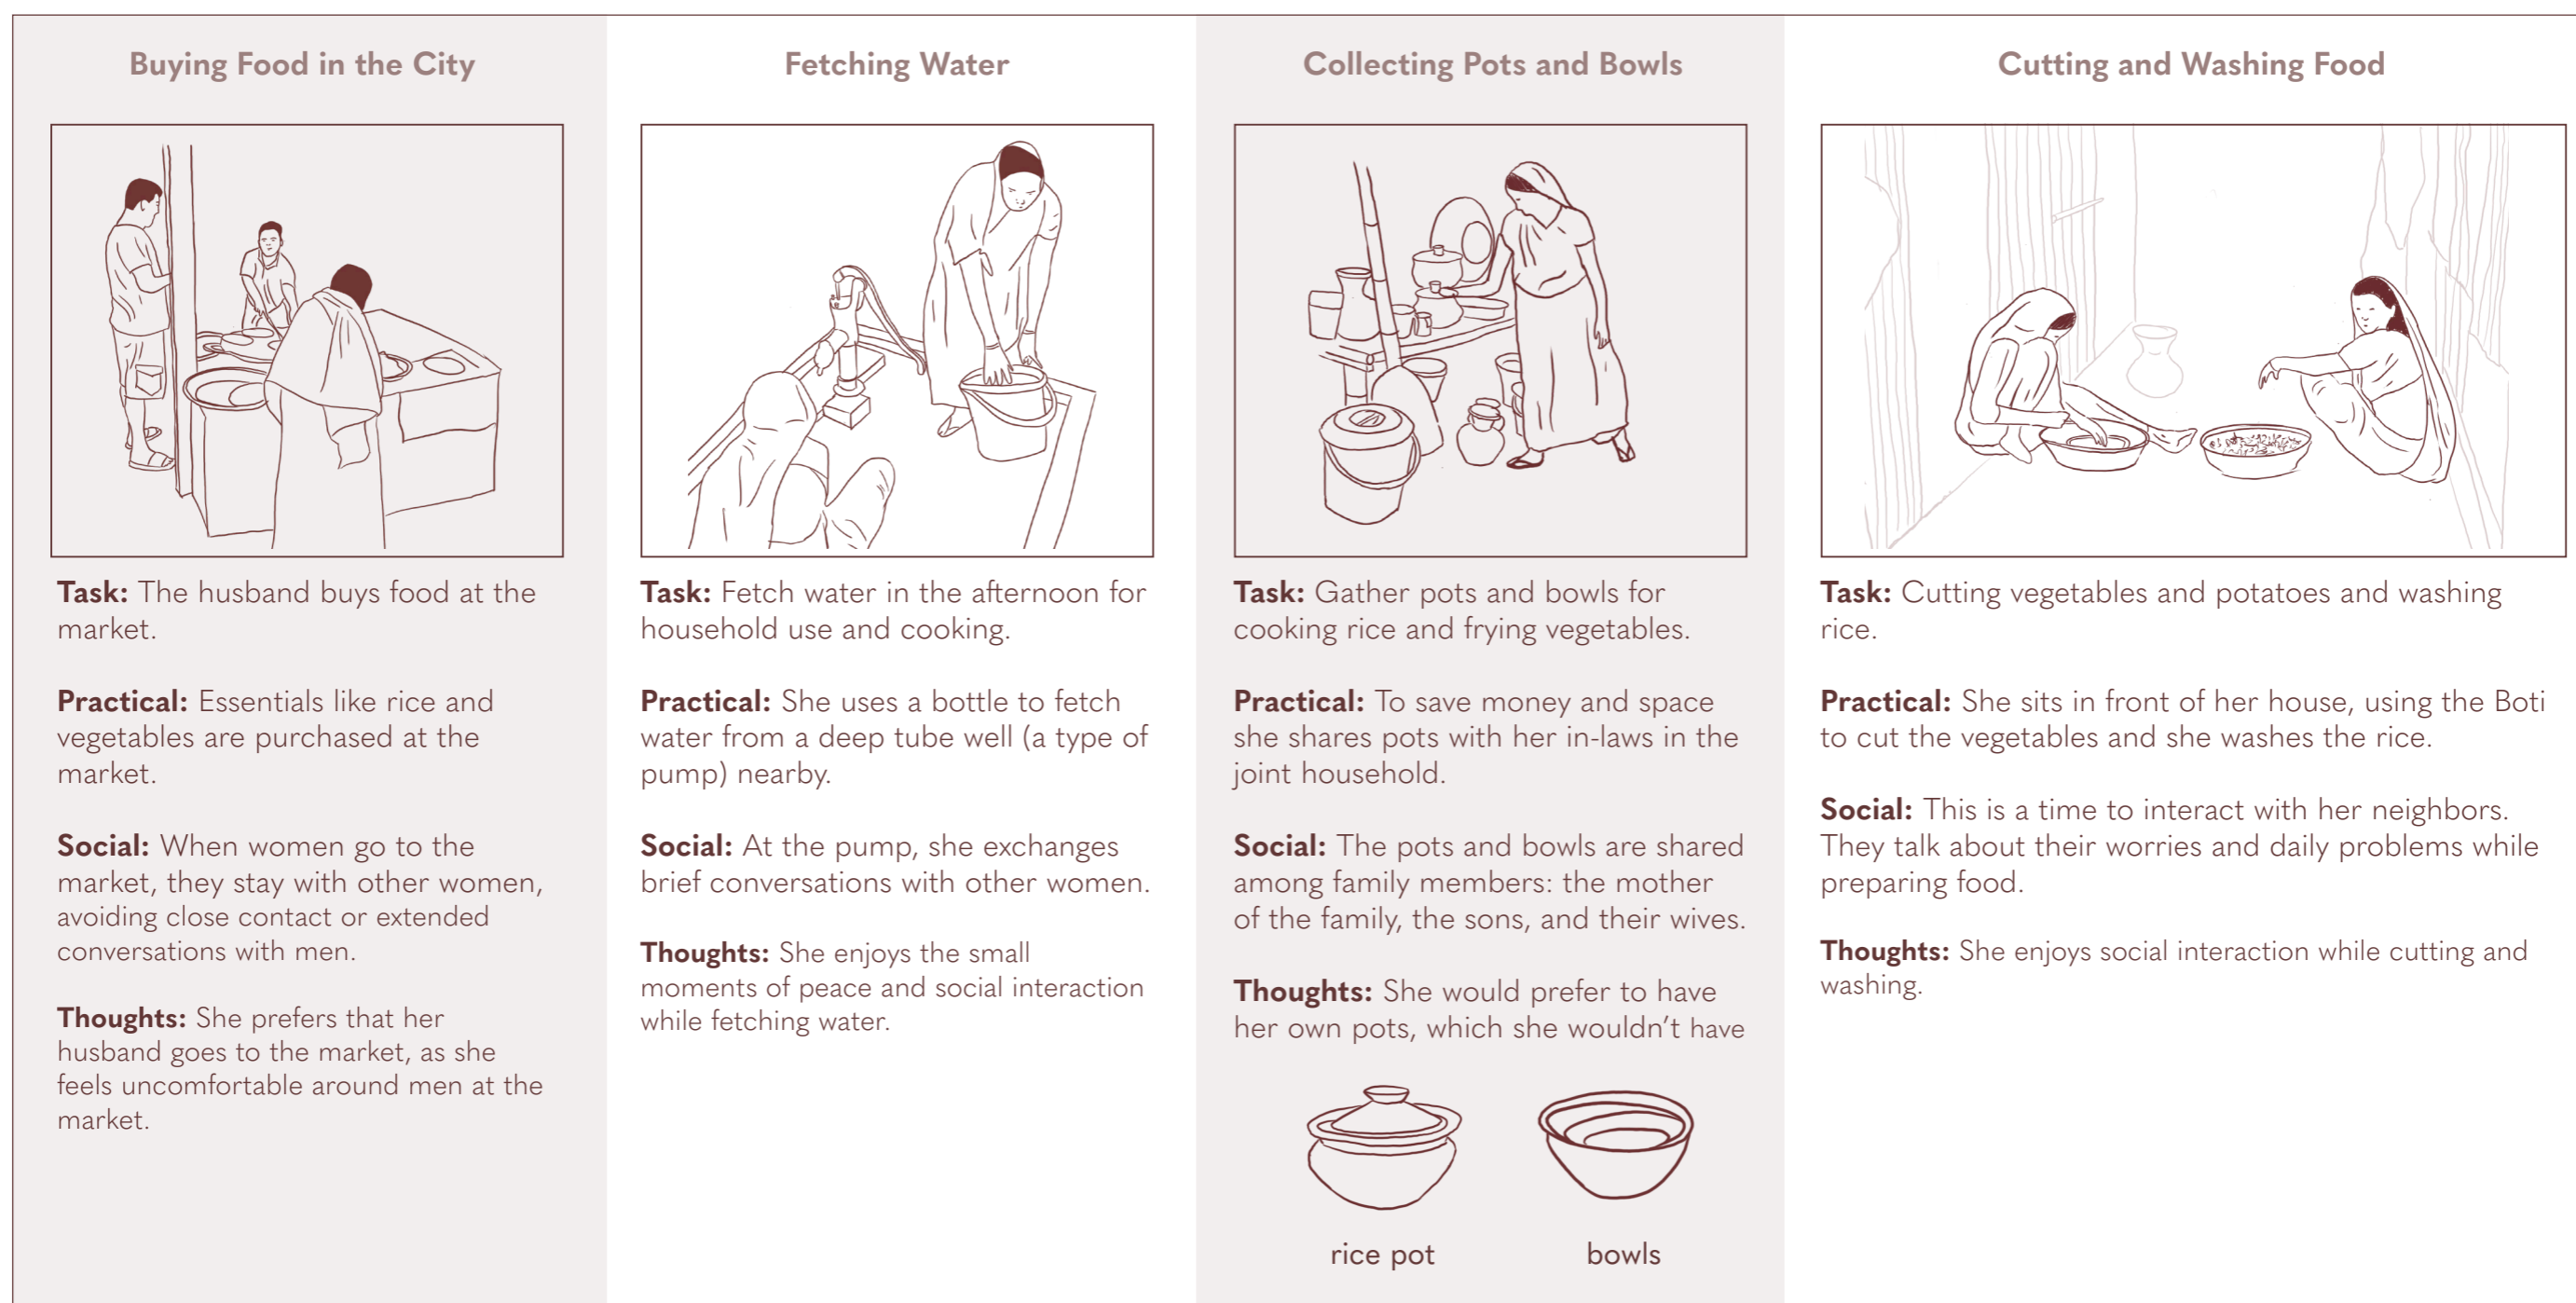 Buying Food in the City
Task: The husband buys food at the
market.
Practical: Essentials like rice and
vegetables are purchased at the
market.
Social: When women go to the
market, they stay with other women,
avoiding close contact or extended
conversations with men.
Thoughts: She prefers that her
husband goes to the market, as she
feels uncomfortable around men at the
market.
Fetching Water
Task: Fetch water in the afternoon for
household use and cooking.
Practical: She uses a bottle to fetch
water from a deep tube well (a type of
pump) nearby.
Social: At the pump, she exchanges
brief conversations with other women.
Thoughts: She enjoys the small
moments of peace and social interaction
while fetching water.
Collecting Pots and Bowls
Task: Gather pots and bowls for
cooking rice and frying vegetables.
Practical: To save money and space
she shares pots with her in-laws in the
joint household.
Social: The pots and bowls are shared
among family members: the mother
of the family, the sons, and their wives.
Thoughts: She would prefer to have
her own pots, which she wouldn't have
rice pot
bowls
Cutting and Washing Food
Task: Cutting vegetables and potatoes and washing
rice.
Practical: She sits in front of her house, using the Boti
to cut the vegetables and she washes the rice.
Social: This is a time to interact with her neighbors.
They talk about their worries and daily problems while
preparing food.
Thoughts: She enjoys social interaction while cutting and
washing.